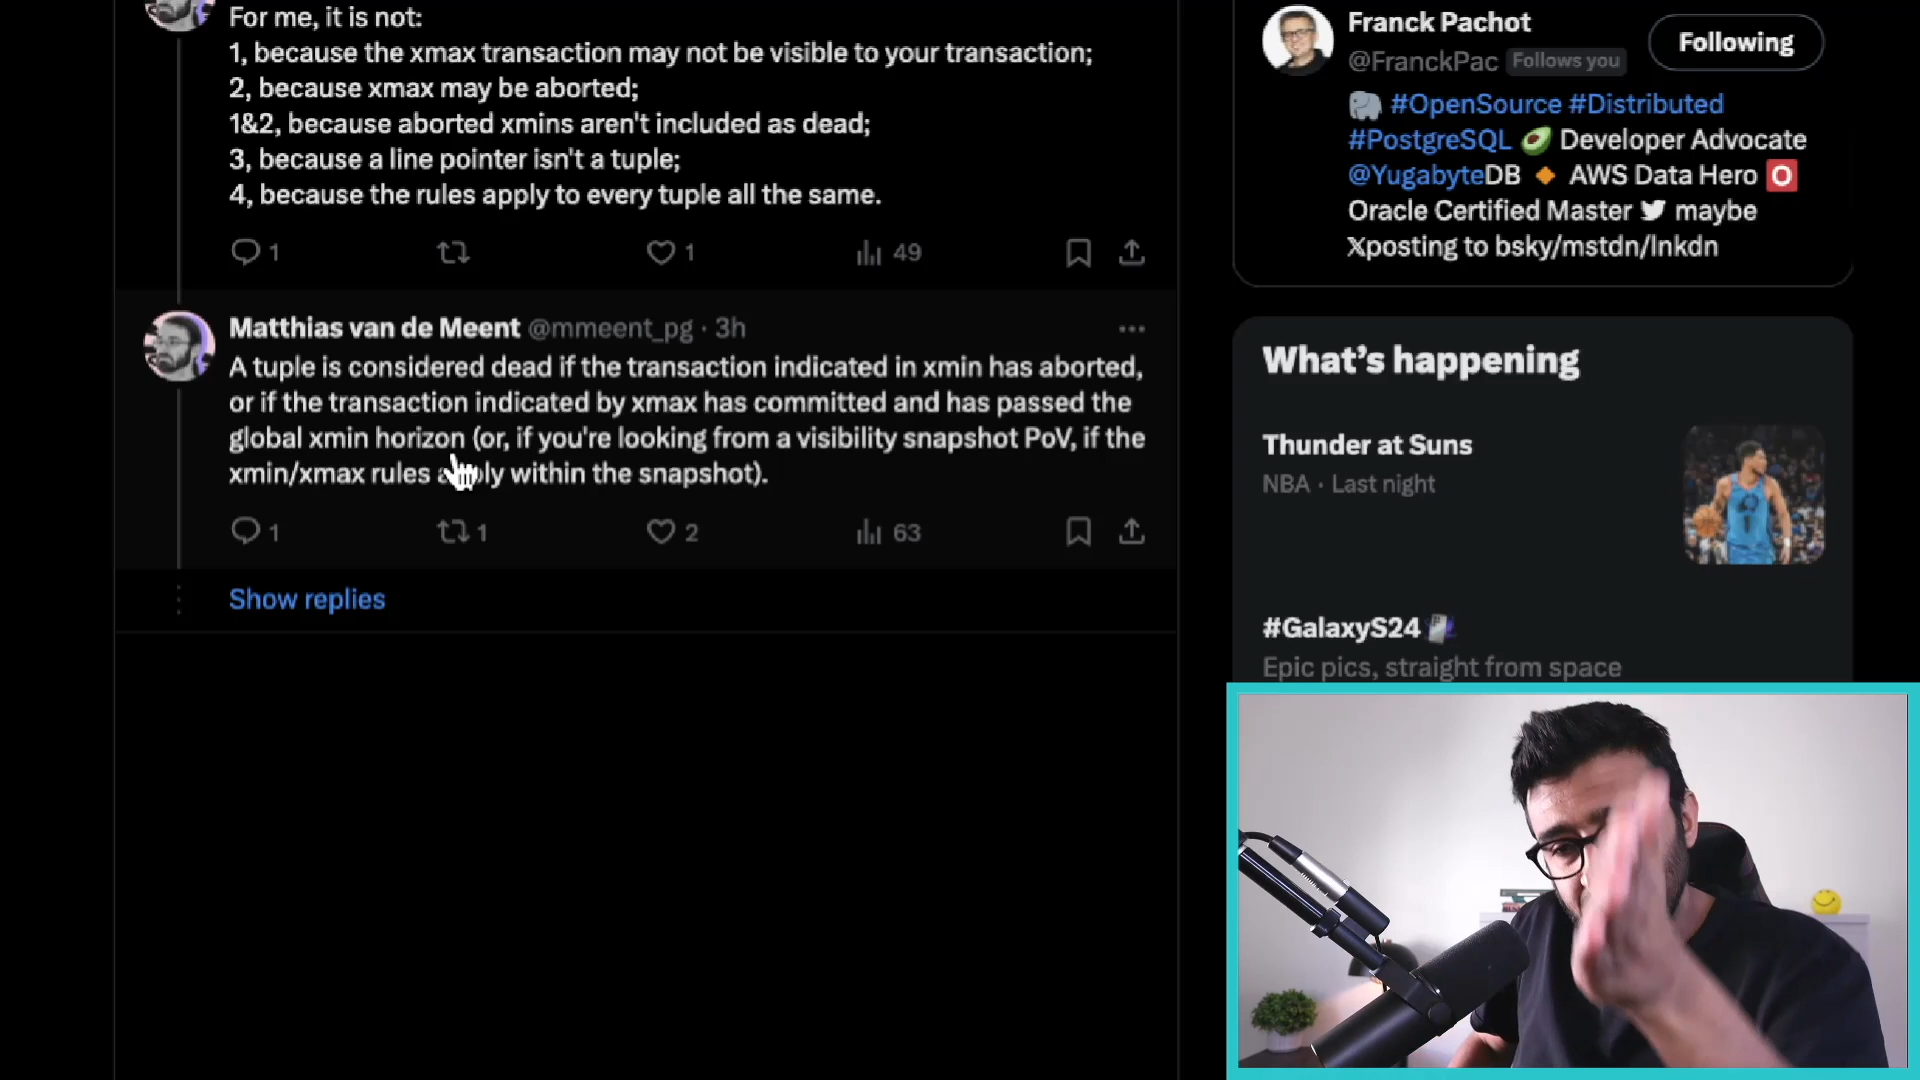 For me, it is not:
1, because the xmax transaction may not be visible to your transaction;
2, because xmax may be aborted;
1&2, because aborted xmins aren't included as dead;
3, because a line pointer isn't a tuple;
4, because the rules apply to every tuple all the same.
1
1
49
Matthias van de Meent @mmeent_pg · 3h
A tuple is considered dead if the transaction indicated in xmin has aborted,
or if the transaction indicated by xmax has committed and has passed the
global xmin horizon (or, if you're looking from a visibility snapshot PoV, if the
xmin/xmax rules apply within the snapshot).
1
1
2
63
Show replies
Franck Pachot
@FranckPac Follows you
Following
#OpenSource #Distributed
#PostgreSQL 🥑 Developer Advocate
@YugabyteDB 🔸 AWS Data Hero 🅾
Oracle Certified Master maybe
𝕏posting to bsky/mstdn/lnkdn
What's happening
Thunder at Suns
NBA · Last night
#GalaxyS24
Epic pics, straight from space